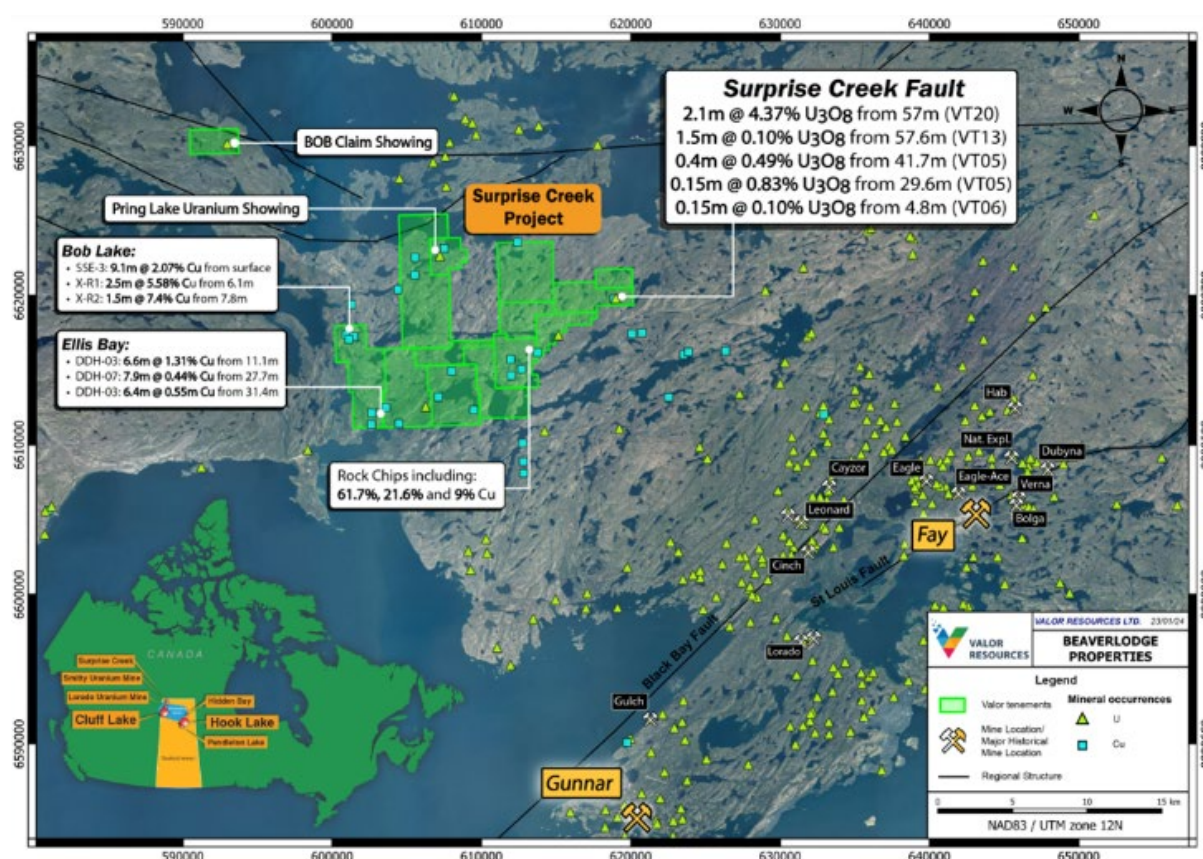 590000 600000 610000 620000 630000 640000 650000
6630000
6620000
6610000
6600000
6590000
N
W E
S
BOB Claim Showing
Pring Lake Uranium Showing
Surprise Creek
Project
Surprise Creek Fault
2.1m @ 4.37% U3O8 from 57m (VT20)
1.5m @ 0.10% U3O8 from 57.6m (VT13)
0.4m @ 0.49% U3O8 from 41.7m (VT05)
0.15m @ 0.83% U3O8 from 29.6m (VT05)
0.15m @ 0.10% U3O8 from 4.8m (VT06)
Bob Lake:
• SSE-3: 9.1m @ 2.07% Cu from surface
• X-R1: 2.5m @ 5.58% Cu from 6.1m
• X-R2: 1.5m @ 7.4% Cu from 7.8m
Ellis Bay:
• DDH-03: 6.6m @ 1.31% Cu from 11.1m
• DDH-07: 7.9m @ 0.44% Cu from 27.7m
• DDH-03: 6.4m @ 0.55m Cu from 31.4m
Rock Chips including:
61.7%, 21.6% and 9% Cu
Hab
Nat. Expl.
Dubyna
Cayzor
Eagle
Eagle-Ace
Verna
Leonard
Bolga
Fay
Cinch
St Louis Fault
Black Bay Fault
Lorado
Gulch
Gunnar
CANADA
Surprise Creek
Smitty Uranium Mine
Lorado Uranium Mine
Cluff Lake
Hidden Bay
Hook Lake
Pendleton Lake
VALOR
RESOURCES
VALOR RESOURCES LTD. 23/01/24
BEAVERLODGE
PROPERTIES
Legend
Valor tenements
Mine Location/
Major Historical
Mine Location
Regional Structure
Mineral occurrences
U
Cu
0 5 10 15 km
NAD83 / UTM zone 12N
590000 600000 610000 620000 630000 640000 650000